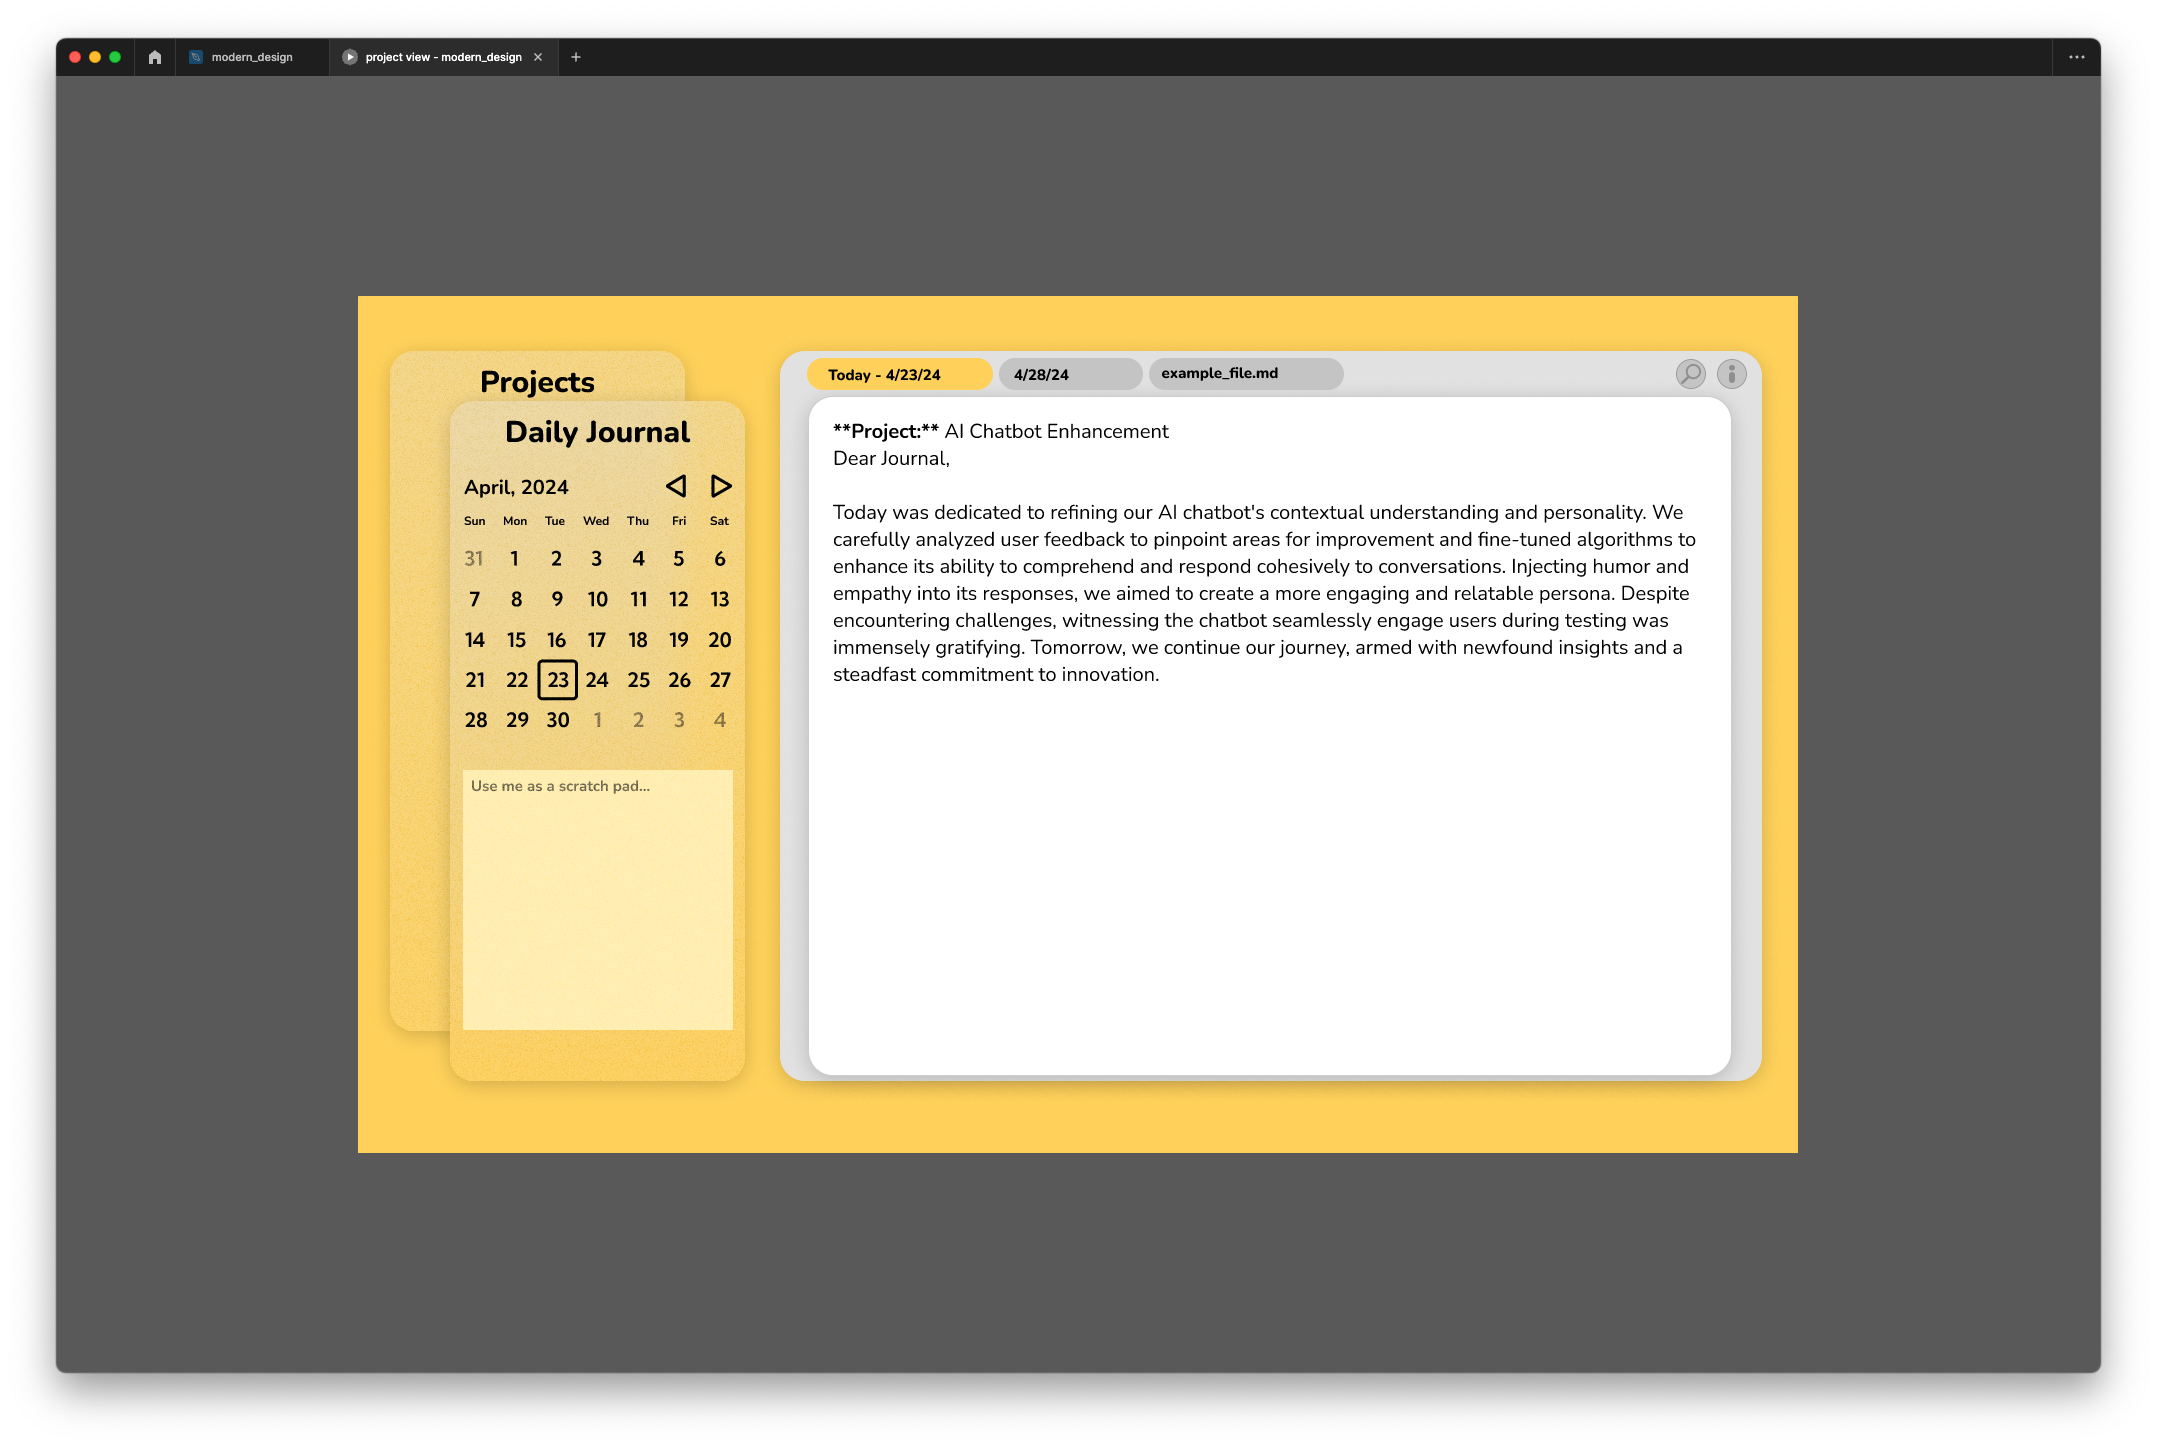 modern_design
project view - modern_design
Projects
Daily Journal
April, 2024
Sun Mon Tue Wed Thu Fri Sat
31 1 2 3 4 5 6
7 8 9 10 11 12 13
14 15 16 17 18 19 20
21 22 23 24 25 26 27
28 29 30 1 2 3 4
Use me as a scratch pad...
Today - 4/23/24
4/28/24
example_file.md
**Project:** AI Chatbot Enhancement
Dear Journal,
Today was dedicated to refining our AI chatbot's contextual understanding and personality. We
carefully analyzed user feedback to pinpoint areas for improvement and fine-tuned algorithms to
enhance its ability to comprehend and respond cohesively to conversations. Injecting humor and
empathy into its responses, we aimed to create a more engaging and relatable persona. Despite
encountering challenges, witnessing the chatbot seamlessly engage users during testing was
immensely gratifying. Tomorrow, we continue our journey, armed with newfound insights and a
steadfast commitment to innovation.